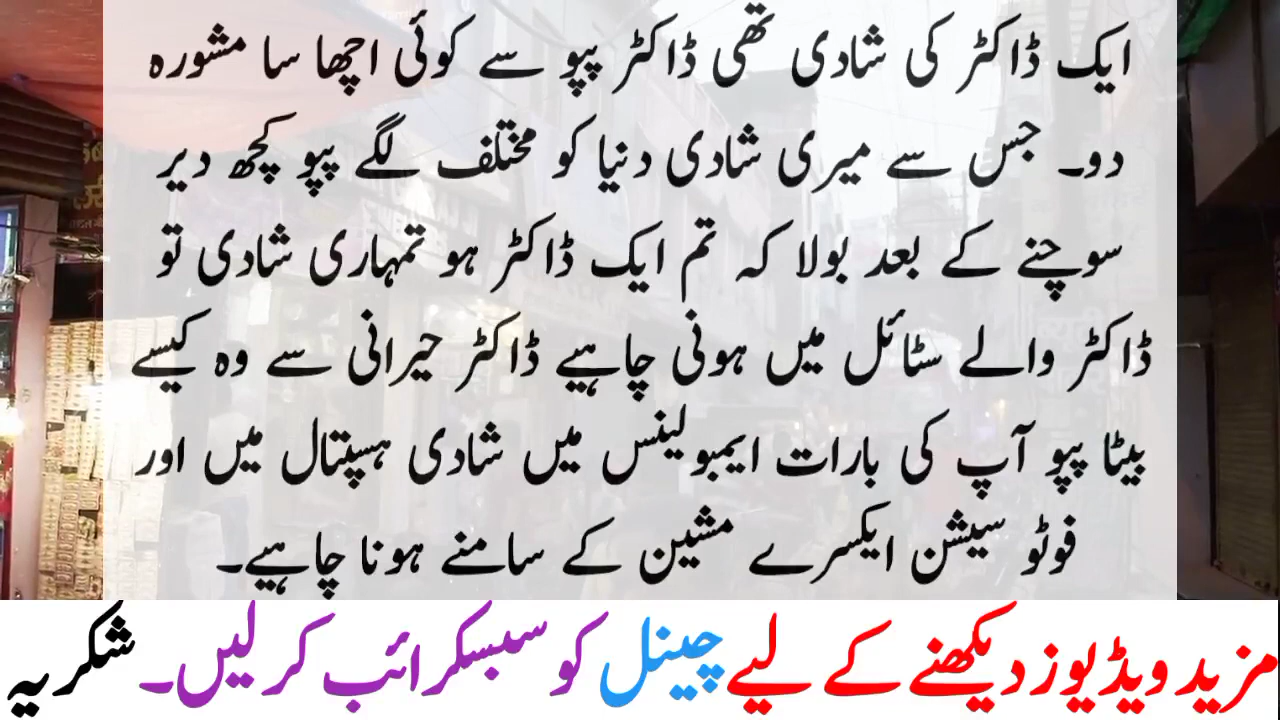 ایک ڈاکٹر کی شادی تھی ڈاکٹر پپو سے کوئی اچھا سا مشورہ
دو۔ جس سے میری شادی دنیا کو مختلف لگے پپو کچھ دیر
سوچنے کے بعد بولا کہ تم ایک ڈاکٹر ہو تمہاری شادی تو
ڈاکٹر والے سٹائل میں ہونی چاہیے ڈاکٹر حیرانی سے وہ کیسے
بیٹا پپو آپ کی بارات ایمبولینس میں شادی ہسپتال میں اور
فوٹو سیشن ایکسرے مشین کے سامنے ہونا چاہیے۔
مزید ویڈیوز دیکھنے کے لیے چینل کو سبسکرائب کر لیں۔ شکریہ